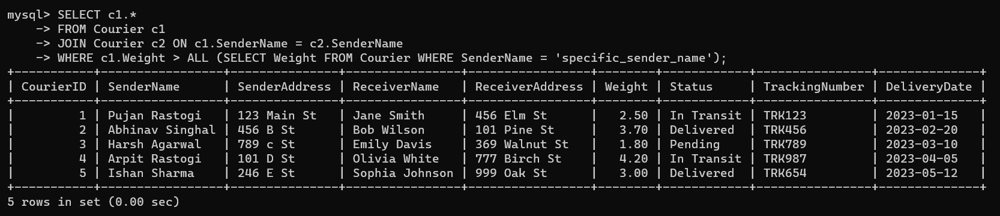 mysql> SELECT c1.*
    -> FROM Courier c1
    -> JOIN Courier c2 ON c1.SenderName = c2.SenderName
    -> WHERE c1.Weight > ALL (SELECT Weight FROM Courier WHERE SenderName = 'specific_sender_name');
+-----------+-----------------+---------------+----------------+-----------------+--------+------------+----------------+--------------+
| CourierID | SenderName      | SenderAddress | ReceiverName   | ReceiverAddress | Weight | Status     | TrackingNumber | DeliveryDate |
+-----------+-----------------+---------------+----------------+-----------------+--------+------------+----------------+--------------+
|         1 | Pujan Rastogi   | 123 Main St   | Jane Smith     | 456 Elm St      |   2.50 | In Transit | TRK123         | 2023-01-15   |
|         2 | Abhinav Singhal | 456 B St      | Bob Wilson     | 101 Pine St     |   3.70 | Delivered  | TRK456         | 2023-02-20   |
|         3 | Harsh Agarwal   | 789 c St      | Emily Davis    | 369 Walnut St   |   1.80 | Pending    | TRK789         | 2023-03-10   |
|         4 | Arpit Rastogi   | 101 D St      | Olivia White   | 777 Birch St    |   4.20 | In Transit | TRK987         | 2023-04-05   |
|         5 | Ishan Sharma    | 246 E St      | Sophia Johnson | 999 Oak St      |   3.00 | Delivered  | TRK654         | 2023-05-12   |
+-----------+-----------------+---------------+----------------+-----------------+--------+------------+----------------+--------------+
5 rows in set (0.00 sec)